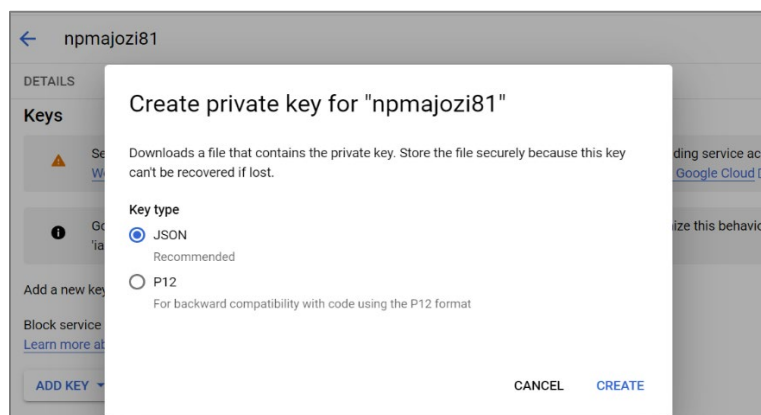 npmajozi81
DETAILS
Create private key for "npmajozi81"
Keys
Downloads a file that contains the private key. Store the file securely because this key
can't be recovered if lost.
Key type
JSON
Recommended
P12
For backward compatibility with code using the P12 format
ding service ac
Google Cloud
ize this behavio
Add a new key
Block service
Learn more ab
ADD KEY
CANCEL
CREATE